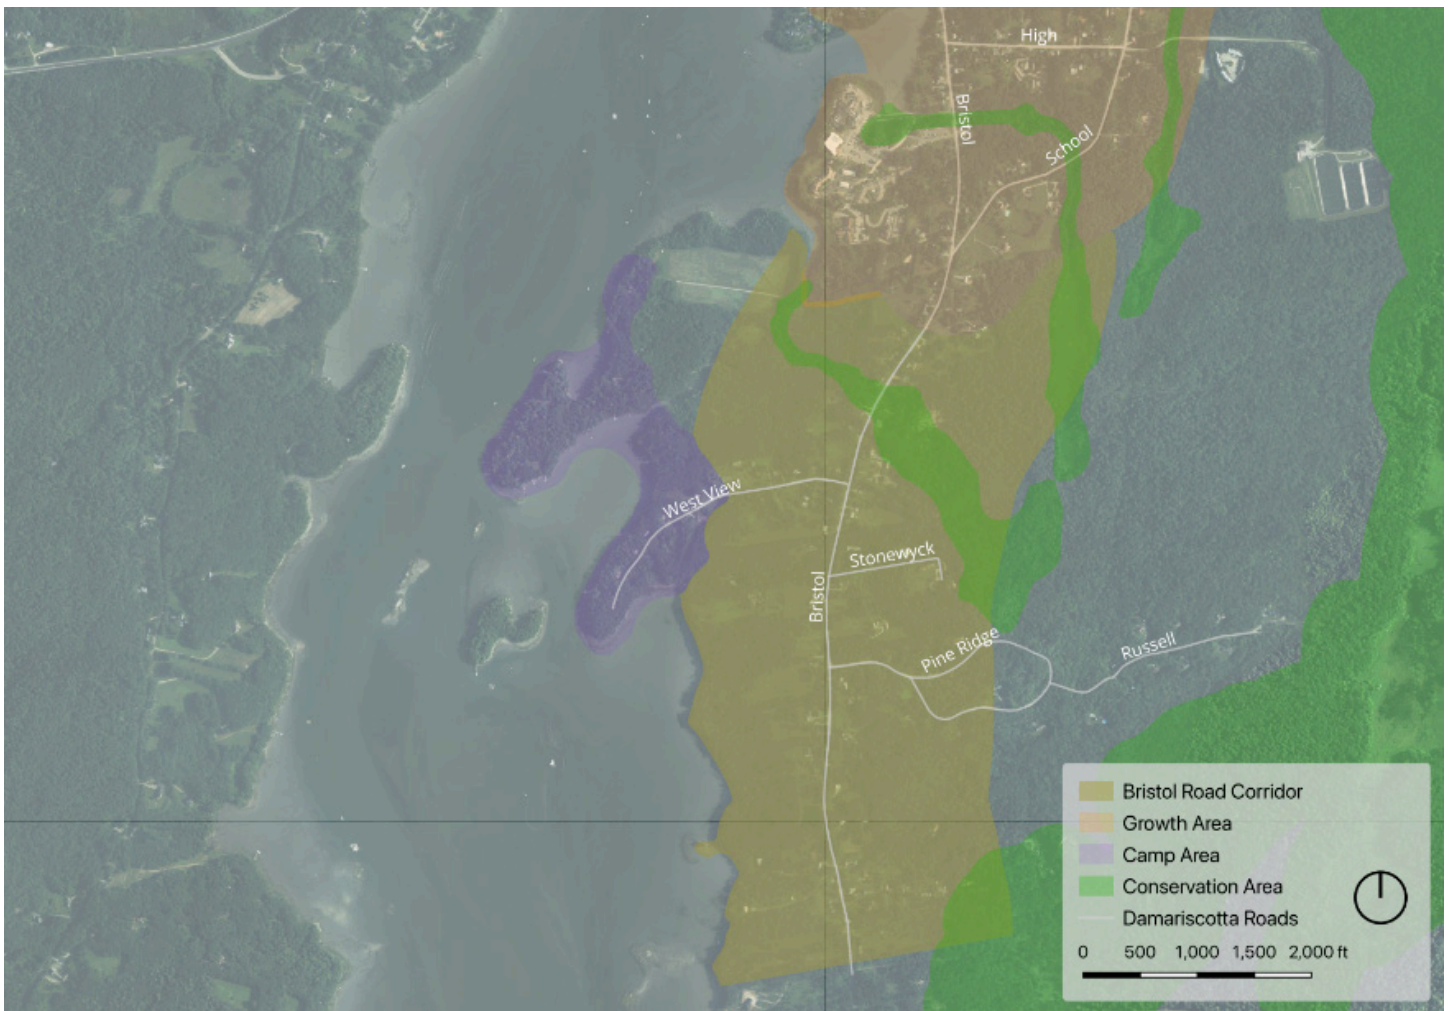 High
Bristol
School
West View
Stonewyck
Bristol
Pine Ridge
Russell
Bristol Road Corridor
Growth Area
Camp Area
Conservation Area
Damariscotta Roads
0 500 1,000 1,500 2,000 ft